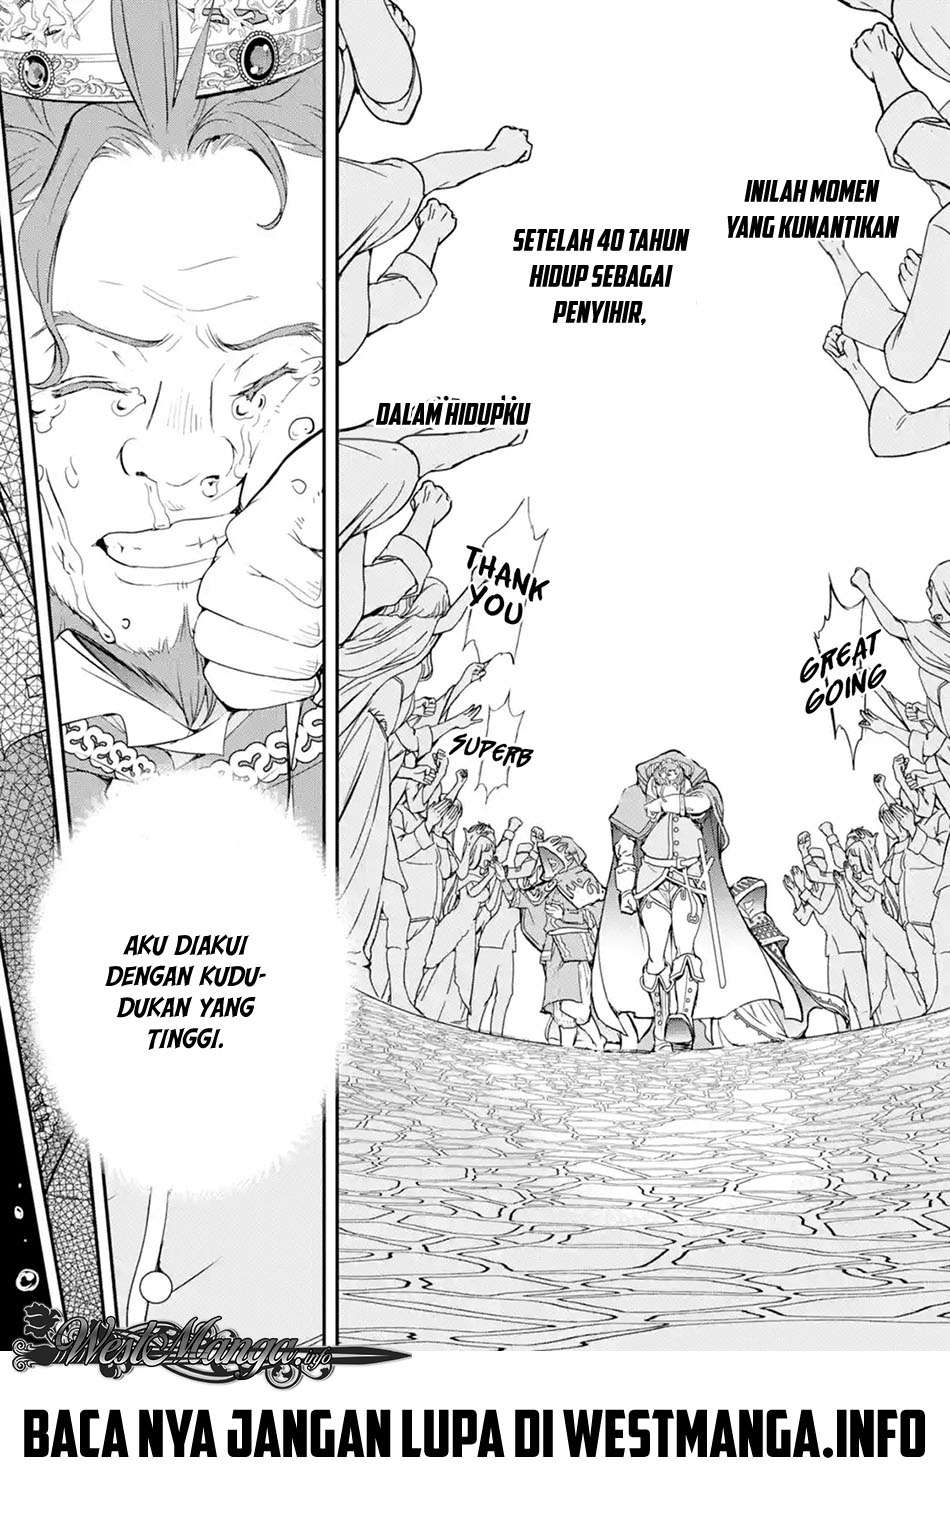 INILAH MOMEN
YANG KUNANTIKAN
SETELAH 40 TAHUN
HIDUP SEBAGAI
PENYIHIR,
DALAM HIDUPKU
THANK
YOU
GREAT
GOING
SUPERB
AKU DIAKUI
DENGAN KUDU-
DUKAN YANG
TINGGI.
WestManga.info
BACA NYA JANGAN LUPA DI WESTMANGA.INFO